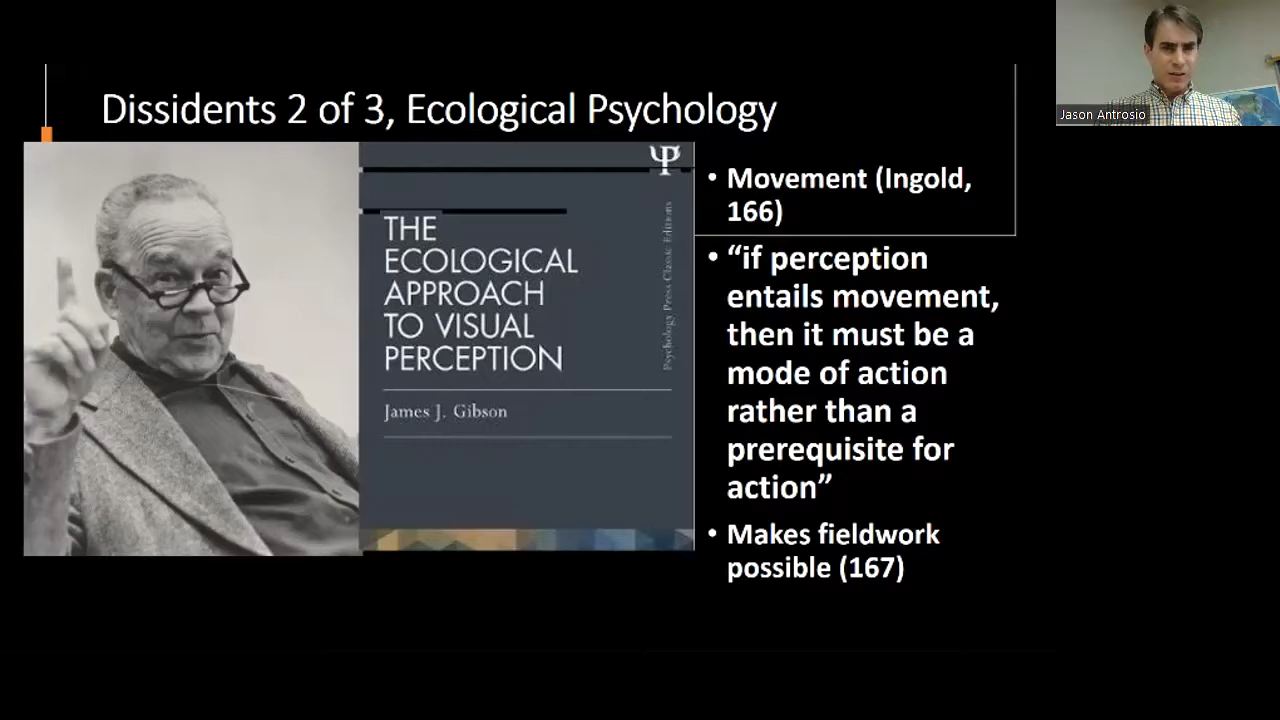 Dissidents 2 of 3, Ecological Psychology
Jason Antrosio
Ψ
THE
ECOLOGICAL
APPROACH
TO VISUAL
PERCEPTION
James J. Gibson
Psychology Press Classic Editions
• Movement (Ingold,
166)
• “if perception
entails movement,
then it must be a
mode of action
rather than a
prerequisite for
action”
• Makes fieldwork
possible (167)